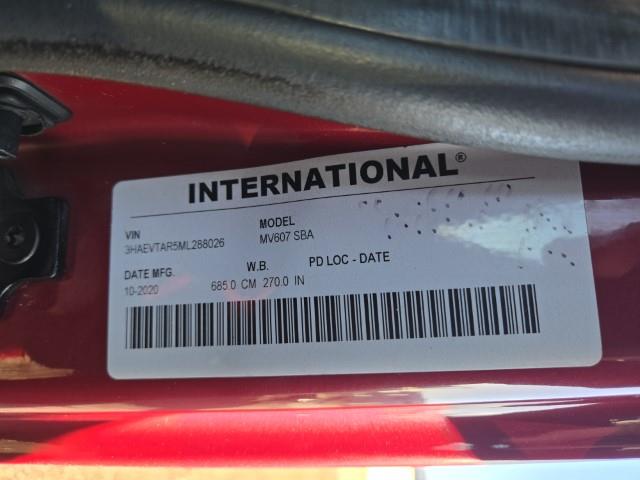 INTERNATIONAL®
VIN MODEL
3HAEVTAR5ML288026 MV607 SBA
DATE MFG. W.B. PD LOC - DATE
10-2020 685.0 CM 270.0 IN